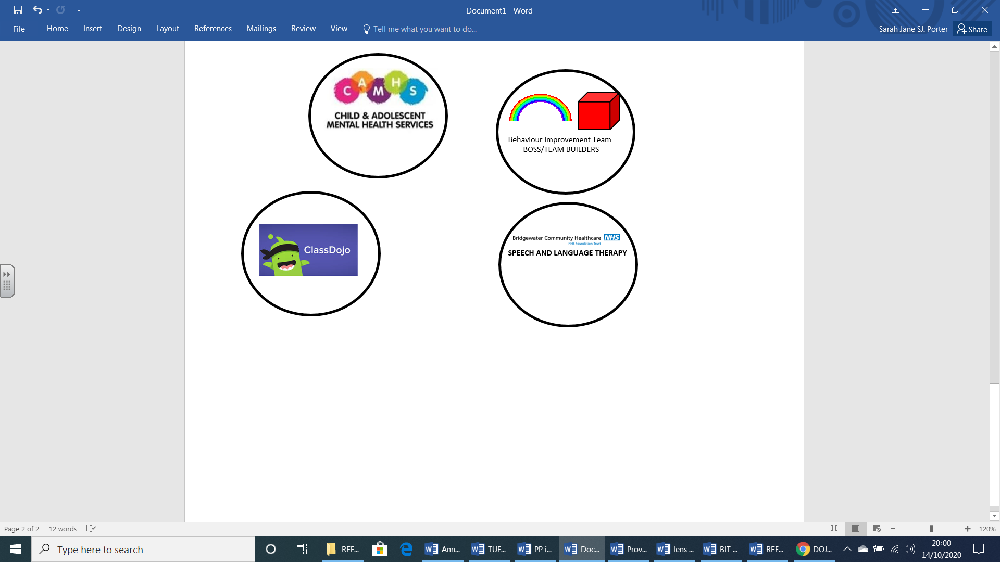 Document1 - Word
File Home Insert Design Layout References Mailings Review View Tell me what you want to do...
Sarah Jane SJ. Porter Share
C A M H S
CHILD & ADOLESCENT
MENTAL HEALTH SERVICES
Behaviour Improvement Team
BOSS/TEAM BUILDERS
ClassDojo
Bridgewater Community Healthcare NHS
NHS Foundation Trust
SPEECH AND LANGUAGE THERAPY
Page 2 of 2 12 words 120%
Type here to search
REF... Ann... TUF... PP i... Doc... Prov... lens ... BIT ... REF... DOJ...
20:00
14/10/2020